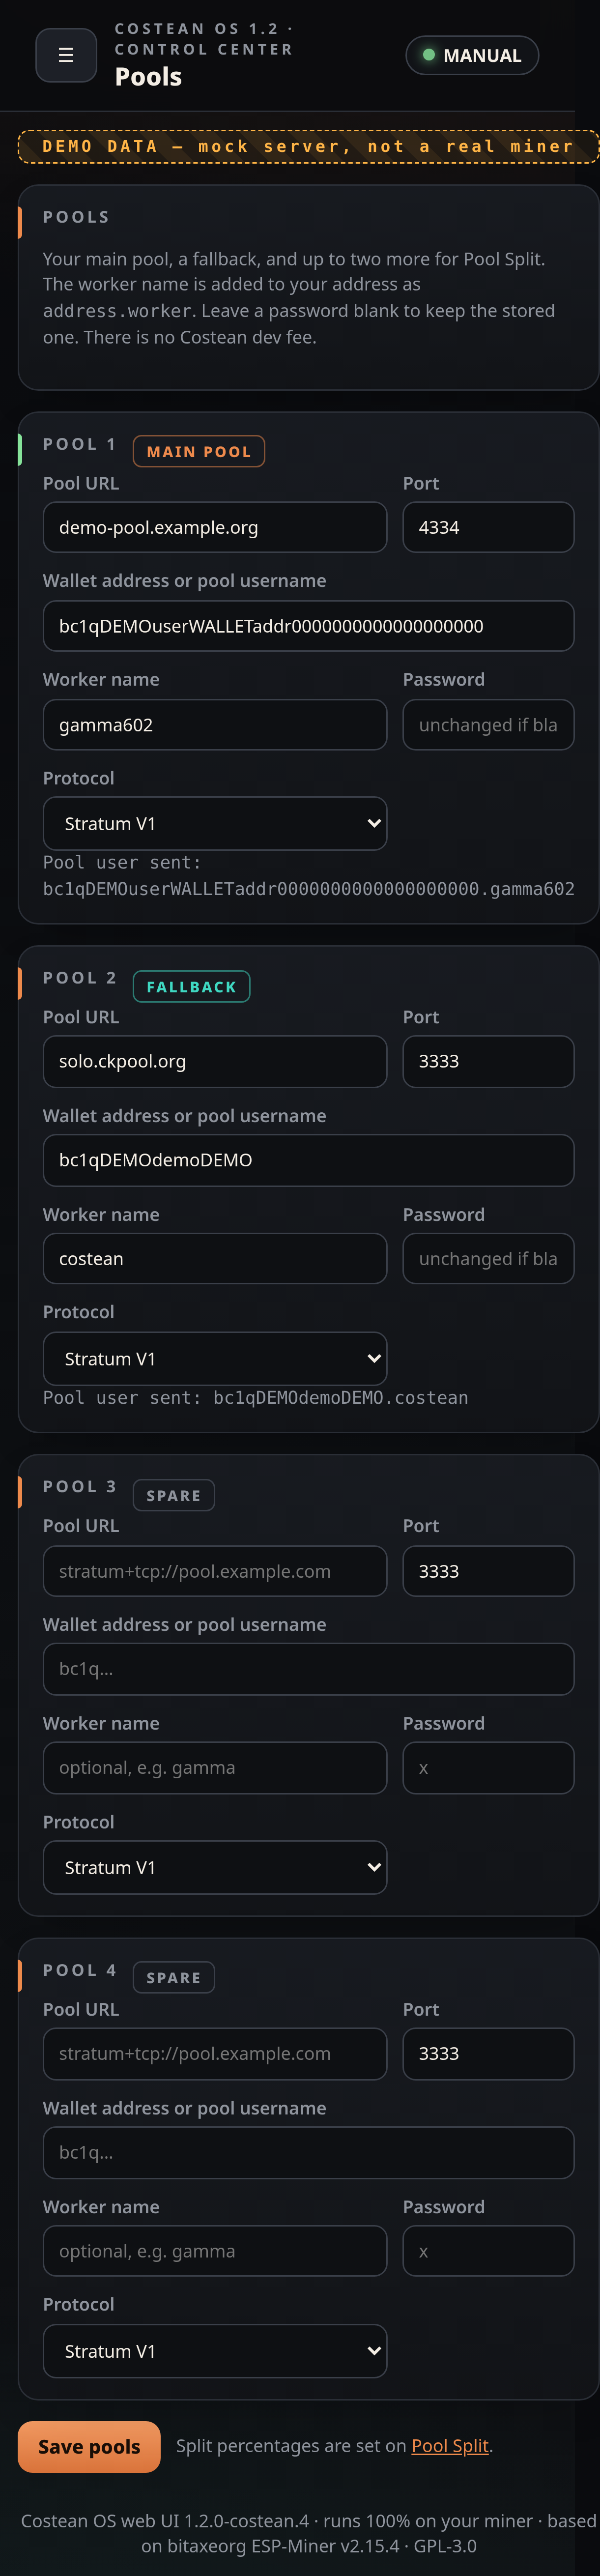 ☰
COSTEAN OS 1.2 ·
CONTROL CENTER
Pools
MANUAL
DEMO DATA — mock server, not a real miner
POOLS
Your main pool, a fallback, and up to two more for Pool Split.
The worker name is added to your address as
address.worker. Leave a password blank to keep the stored
one. There is no Costean dev fee.
POOL 1 MAIN POOL
Pool URL Port
demo-pool.example.org 4334
Wallet address or pool username
bc1qDEMOuserWALLETaddr0000000000000000000
Worker name Password
gamma602 unchanged if bla
Protocol
Stratum V1
Pool user sent:
bc1qDEMOuserWALLETaddr0000000000000000000.gamma602
POOL 2 FALLBACK
Pool URL Port
solo.ckpool.org 3333
Wallet address or pool username
bc1qDEMOdemoDEMO
Worker name Password
costean unchanged if bla
Protocol
Stratum V1
Pool user sent: bc1qDEMOdemoDEMO.costean
POOL 3 SPARE
Pool URL Port
stratum+tcp://pool.example.com 3333
Wallet address or pool username
bc1q...
Worker name Password
optional, e.g. gamma x
Protocol
Stratum V1
POOL 4 SPARE
Pool URL Port
stratum+tcp://pool.example.com 3333
Wallet address or pool username
bc1q...
Worker name Password
optional, e.g. gamma x
Protocol
Stratum V1
Save pools Split percentages are set on Pool Split.
Costean OS web UI 1.2.0-costean.4 · runs 100% on your miner · based
on bitaxeorg ESP-Miner v2.15.4 · GPL-3.0